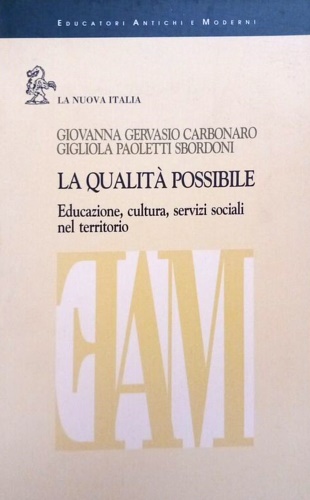 EDUCATORI ANTICHI E MODERNI
LA NUOVA ITALIA
GIOVANNA GERVASIO CARBONARO
GIGLIOLA PAOLETTI SBORDONI
LA QUALITÀ POSSIBILE
Educazione, cultura, servizi sociali
nel territorio
EAM